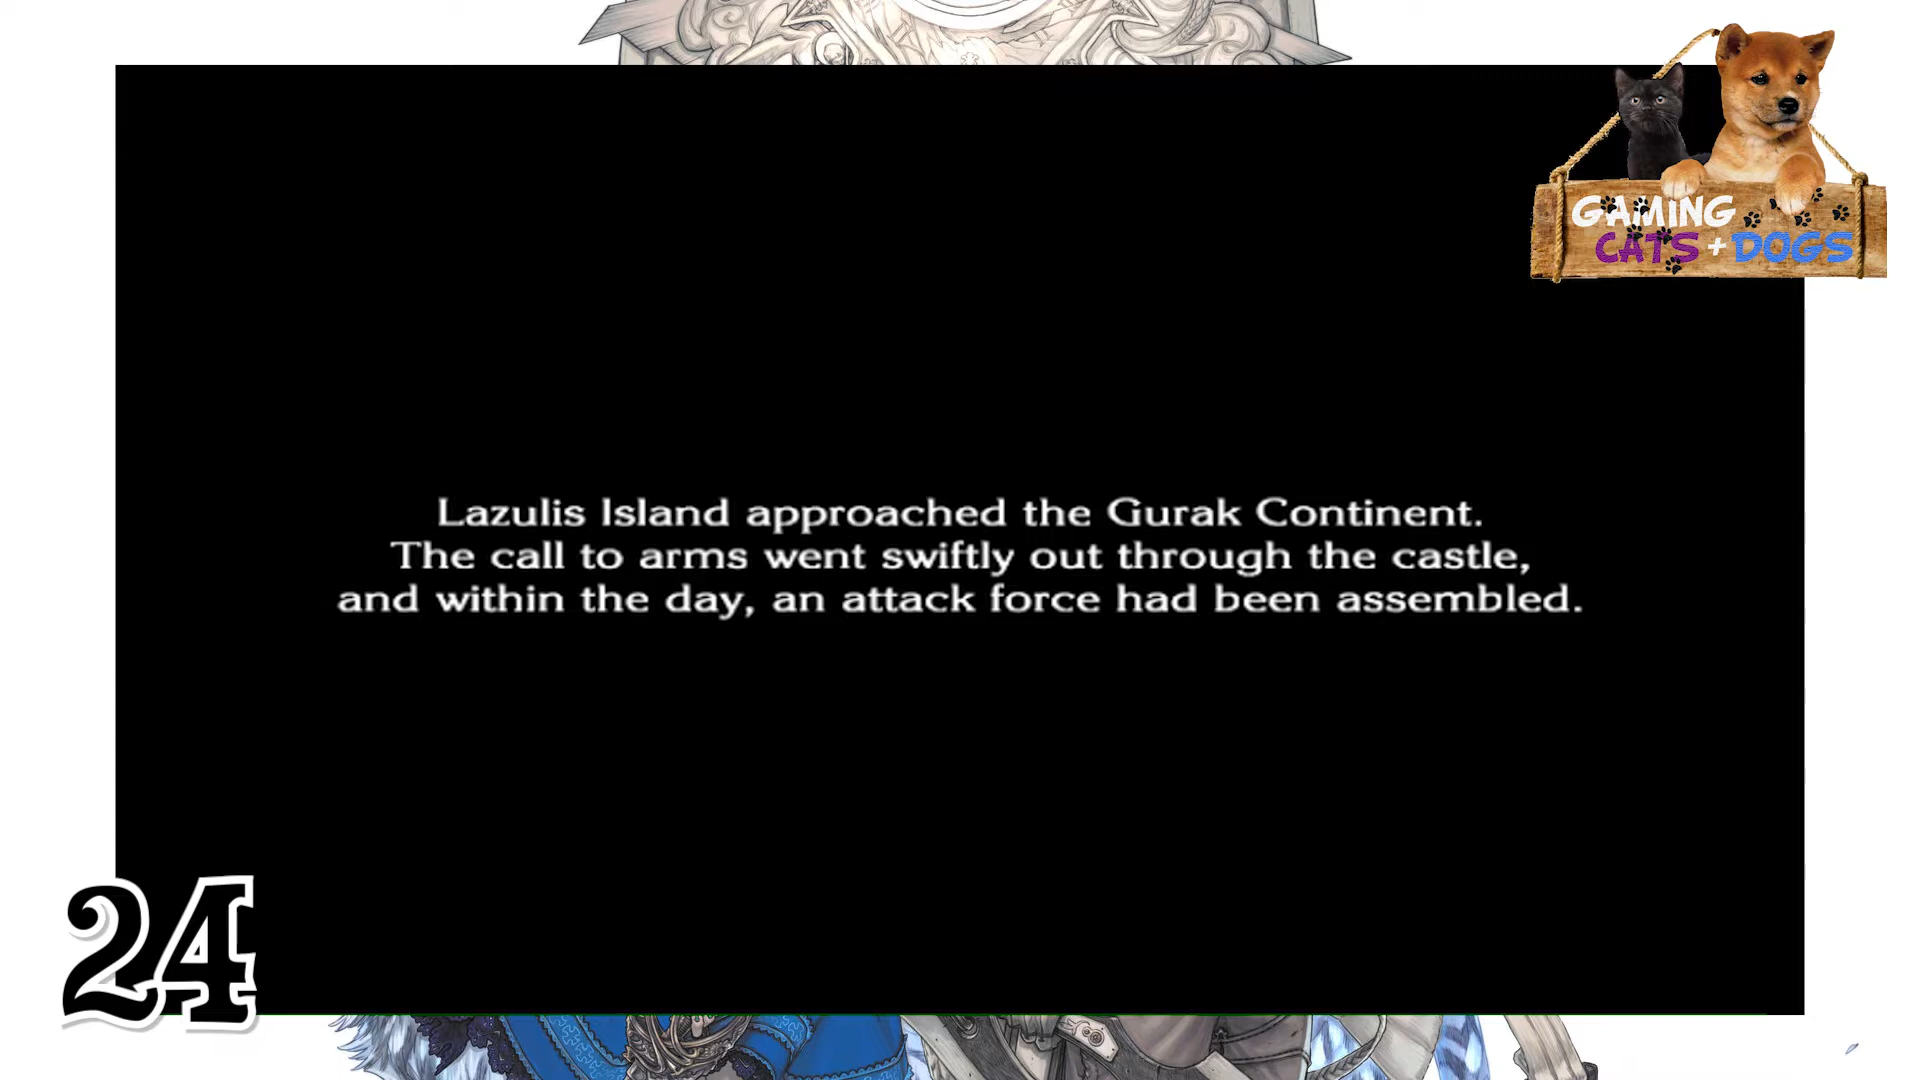 GAMING
CATS + DOGS
Lazulis Island approached the Gurak Continent.
The call to arms went swiftly out through the castle,
and within the day, an attack force had been assembled.
24